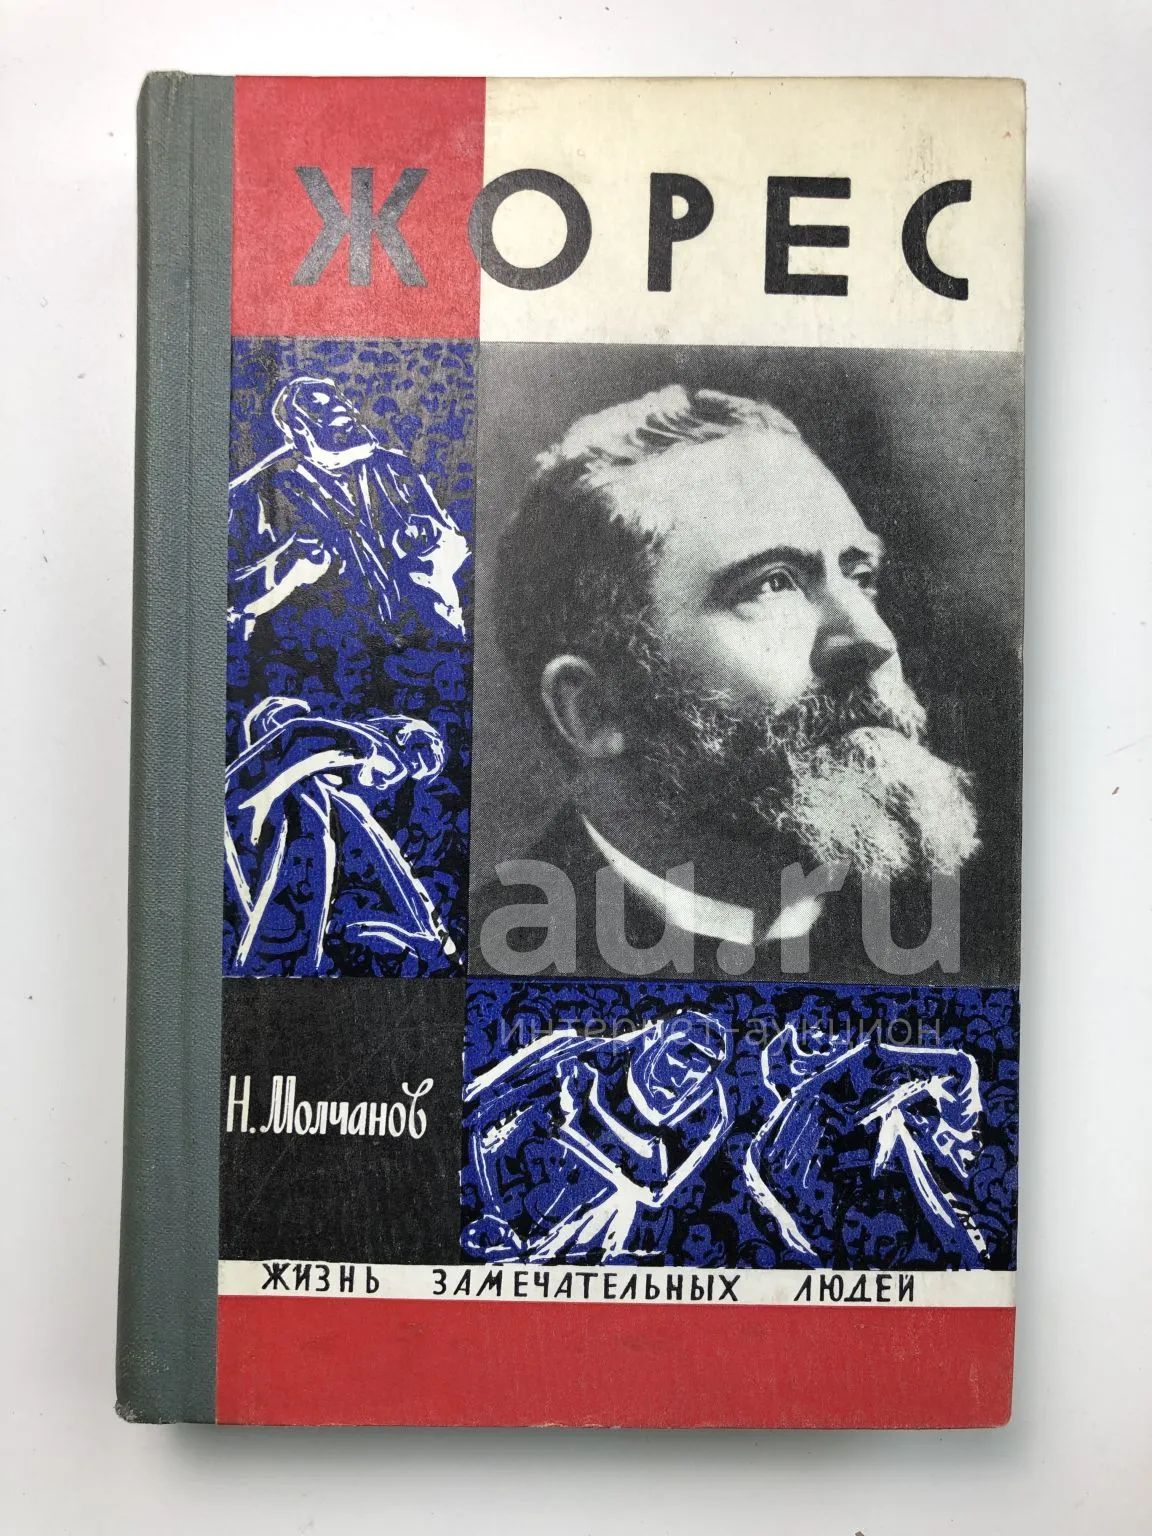 ЖОРЕС
au.ru
интернет-аукцион
Н. Молчанов
ЖИЗНЬ ЗАМЕЧАТЕЛЬНЫХ ЛЮДЕЙ